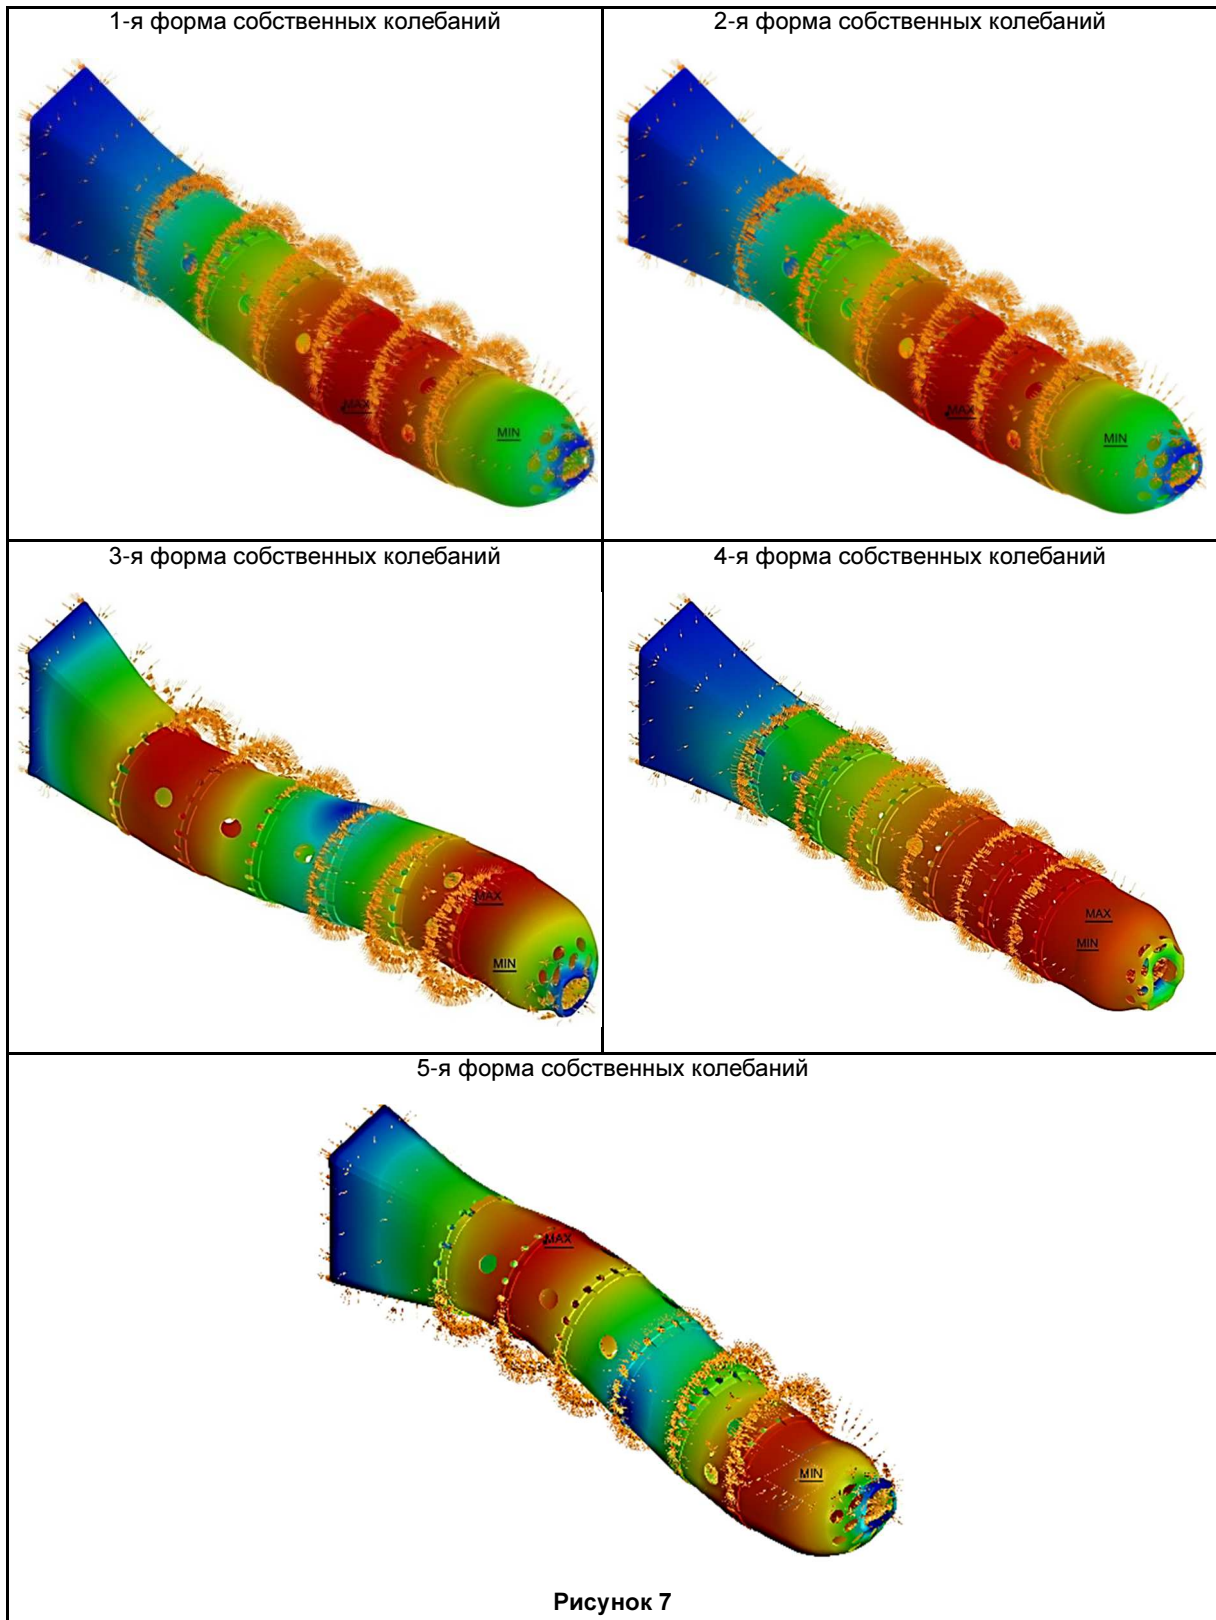 1-я форма собственных колебаний
2-я форма собственных колебаний
MAX
MIN
MAX
MIN
3-я форма собственных колебаний
4-я форма собственных колебаний
MAX
MIN
MAX
MIN
5-я форма собственных колебаний
MAX
MIN
Рисунок 7